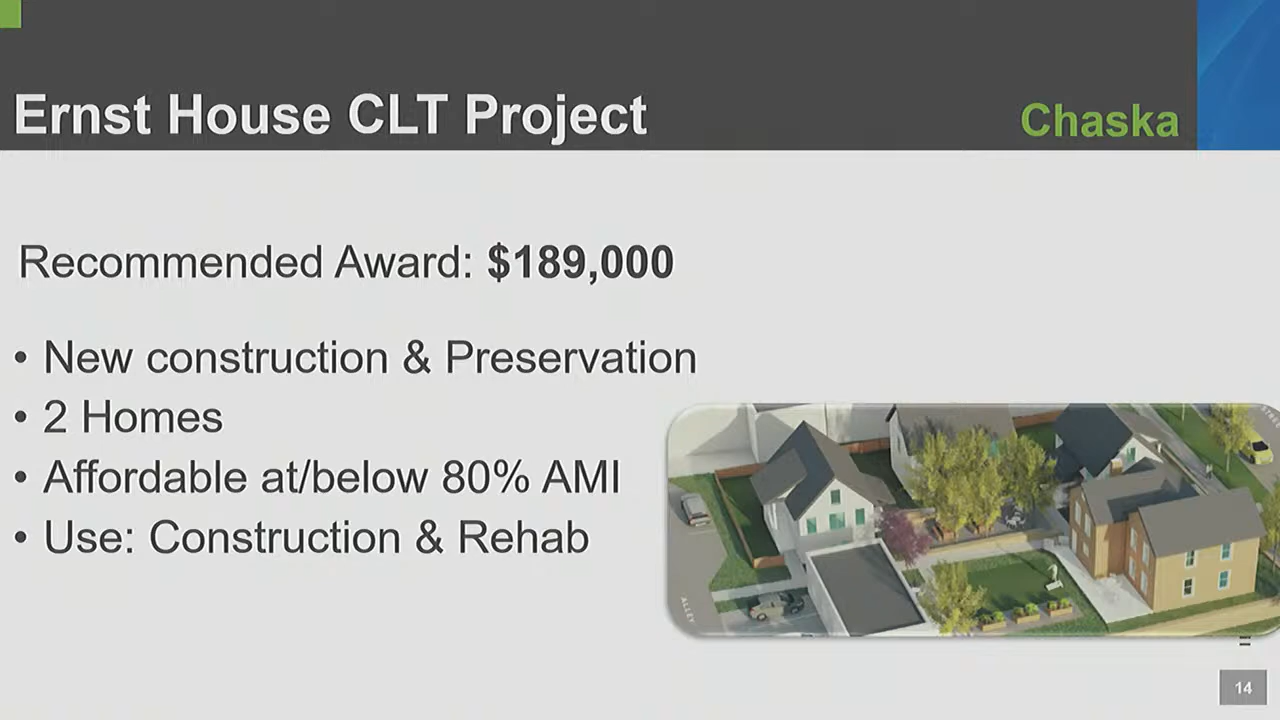 Ernst House CLT Project
Chaska
Recommended Award: $189,000
• New construction & Preservation
• 2 Homes
• Affordable at/below 80% AMI
• Use: Construction & Rehab
ALLEY
14